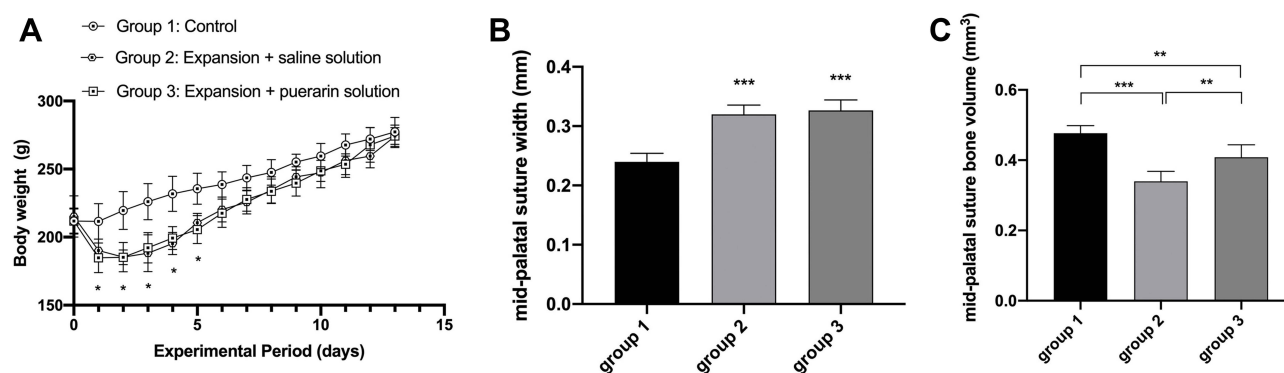 A
Group 1: Control
Group 2: Expansion + saline solution
Group 3: Expansion + puerarin solution
Body weight (g)
300
250
200
150
* * * * *
0 5 10 15
Experimental Period (days)
B
mid-palatal suture width (mm)
0.4
0.3
0.2
0.1
0.0
*** ***
group 1 group 2 group 3
C
mid-palatal suture bone volume (mm³)
0.6
0.4
0.2
0.0
**
*** **
group 1 group 2 group 3